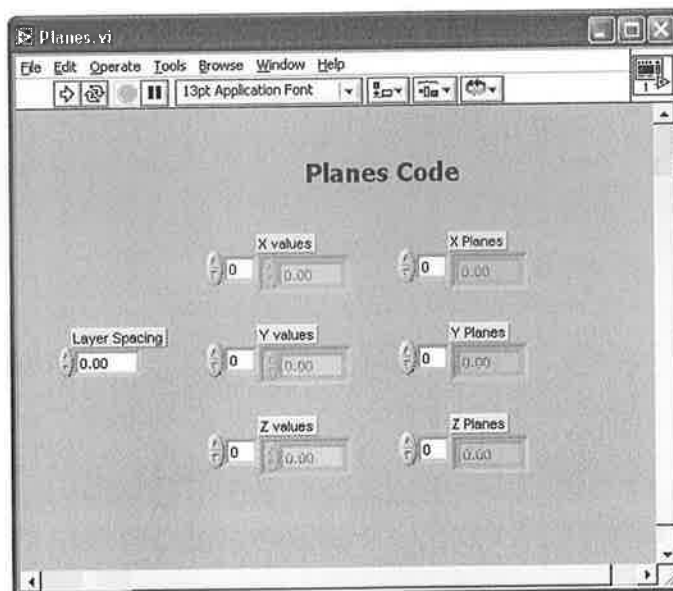 Planes.vi
File Edit Operate Tools Browse Window Help
13pt Application Font
1
Planes Code
X values
0
0.00
X Planes
0
0.00
Layer Spacing
0.00
Y values
0
0.00
Y Planes
0
0.00
Z values
0
0.00
Z Planes
0
0.00